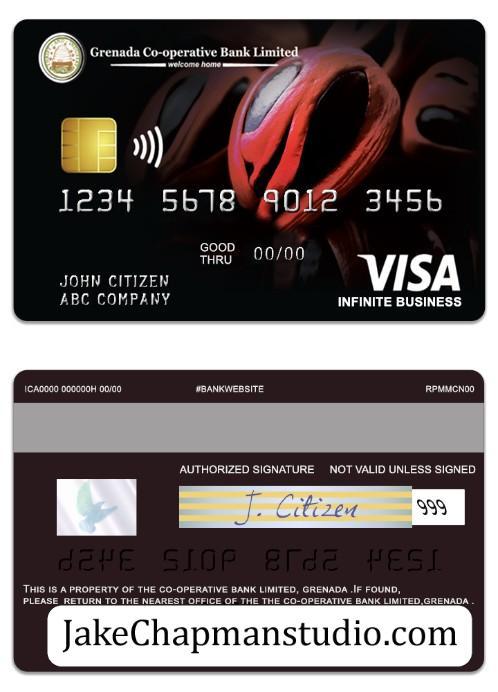 Grenada Co-operative Bank Limited
welcome home
1234 5678 9012 3456
GOOD THRU 00/00
JOHN CITIZEN
ABC COMPANY
VISA
INFINITE BUSINESS
ICA0000 000000H 00/00 #BANKWEBSITE RPMMCN00
AUTHORIZED SIGNATURE NOT VALID UNLESS SIGNED
J. Citizen 999
THIS IS A PROPERTY OF THE CO-OPERATIVE BANK LIMITED, GRENADA .IF FOUND,
PLEASE RETURN TO THE NEAREST OFFICE OF THE THE CO-OPERATIVE BANK LIMITED,GRENADA .
JakeChapmanstudio.com